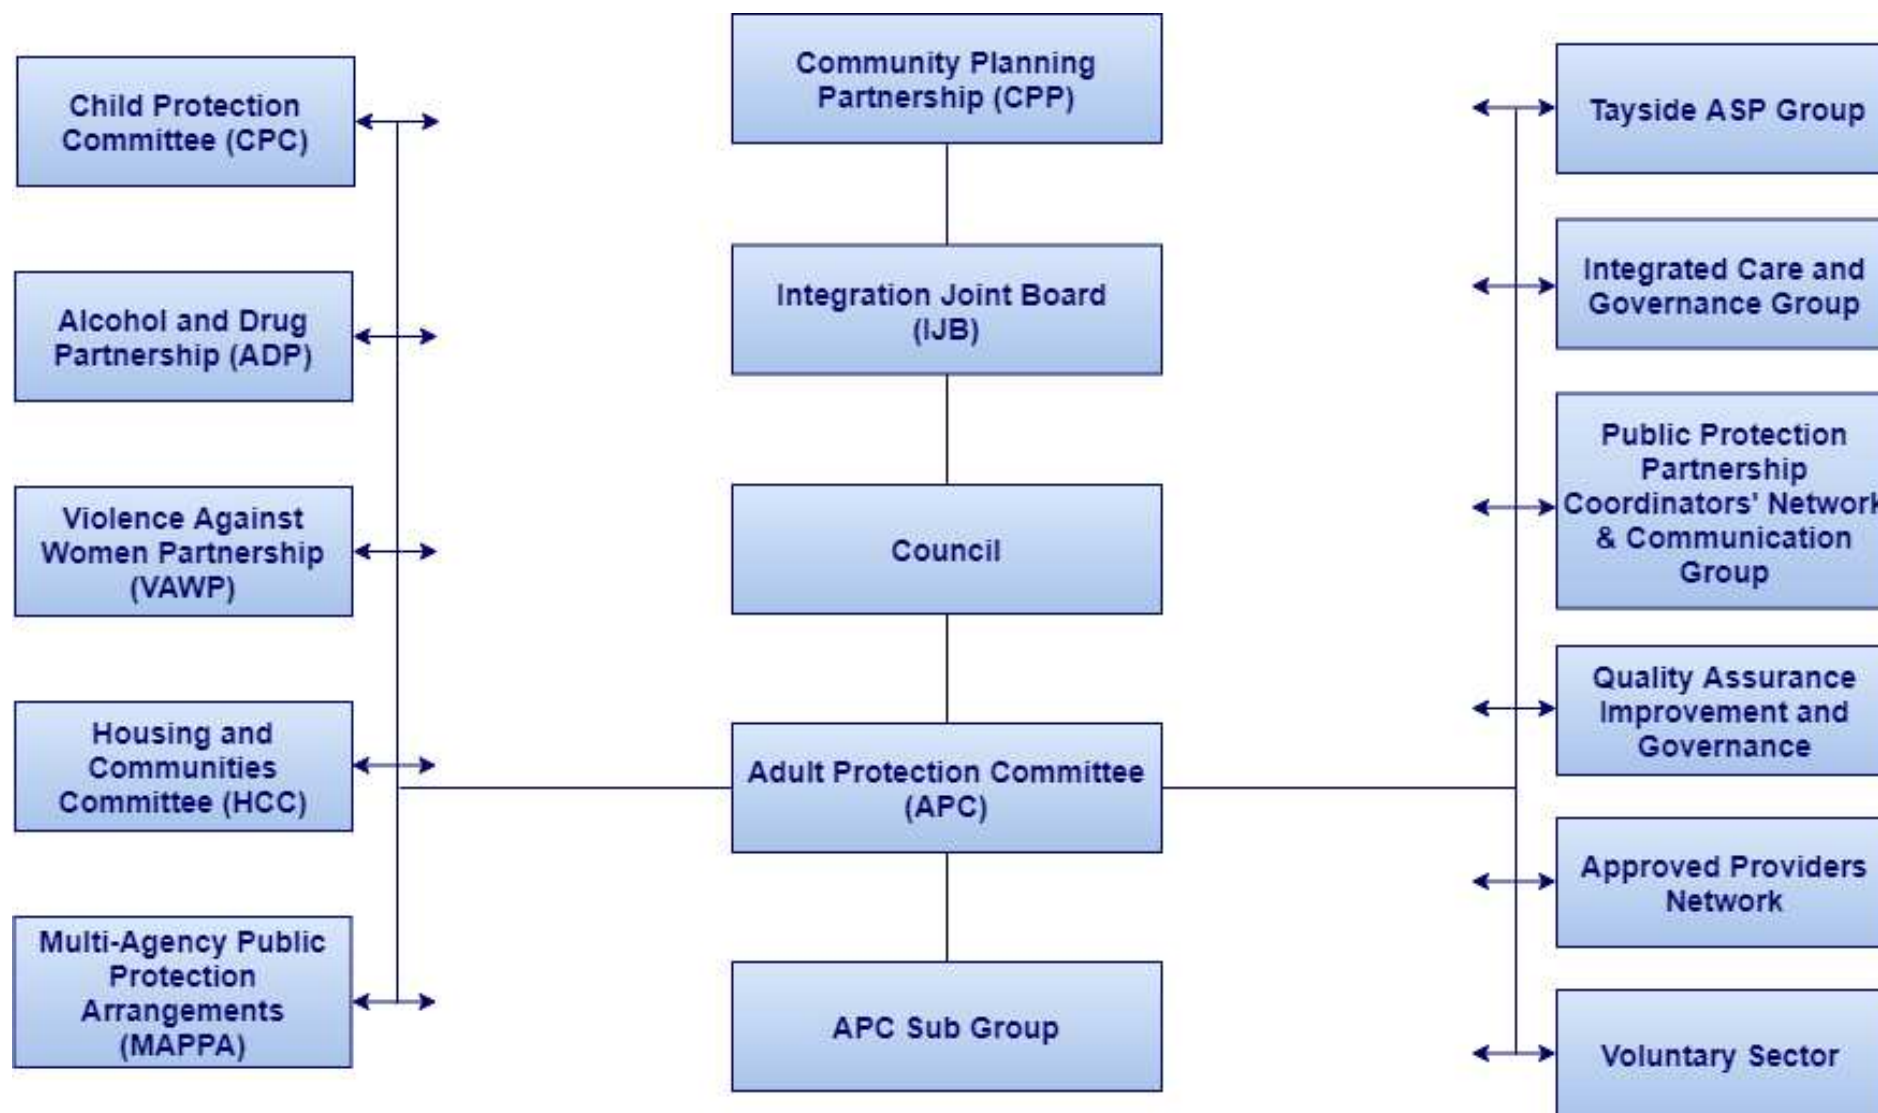 Child Protection
Committee (CPC)
Alcohol and Drug
Partnership (ADP)
Violence Against
Women Partnership
(VAWP)
Housing and
Communities
Committee (HCC)
Multi-Agency Public
Protection
Arrangements
(MAPPA)
Community Planning
Partnership (CPP)
Integration Joint Board
(IJB)
Council
Adult Protection Committee
(APC)
APC Sub Group
Tayside ASP Group
Integrated Care and
Governance Group
Public Protection
Partnership
Coordinators' Network
& Communication
Group
Quality Assurance
Improvement and
Governance
Approved Providers
Network
Voluntary Sector